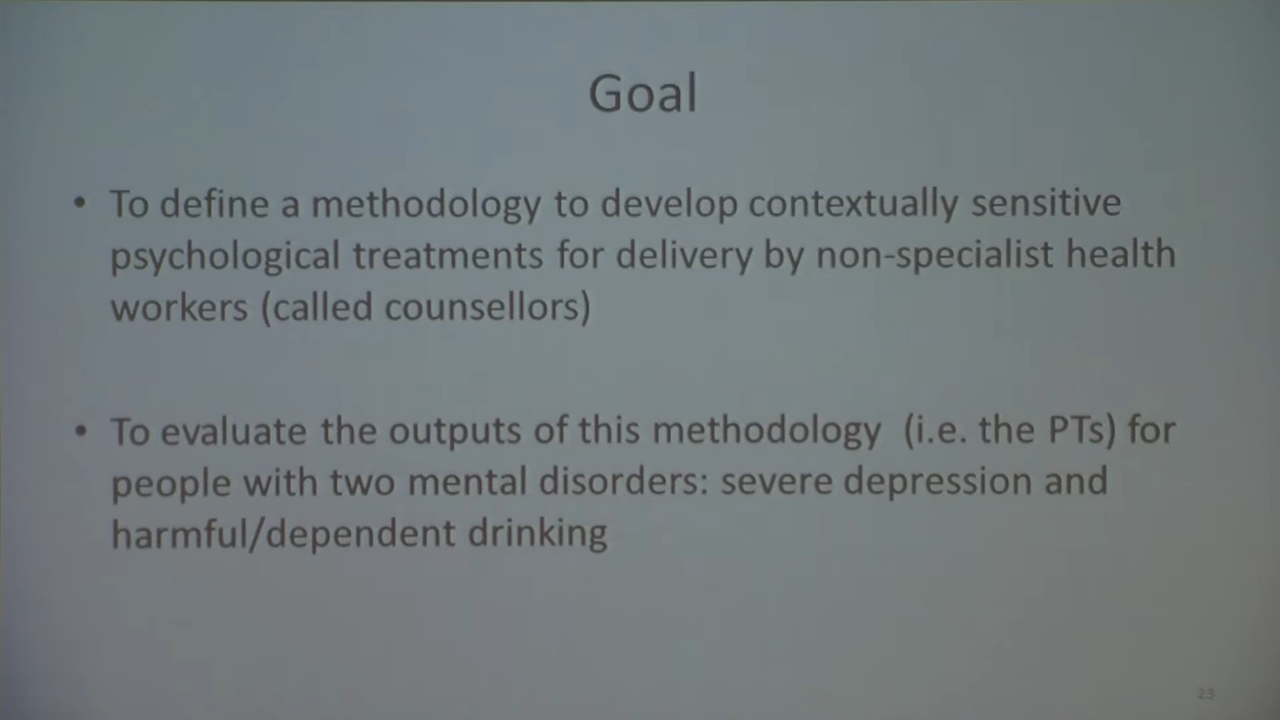 Goal
• To define a methodology to develop contextually sensitive
psychological treatments for delivery by non-specialist health
workers (called counsellors)
• To evaluate the outputs of this methodology (i.e. the PTs) for
people with two mental disorders: severe depression and
harmful/dependent drinking
23